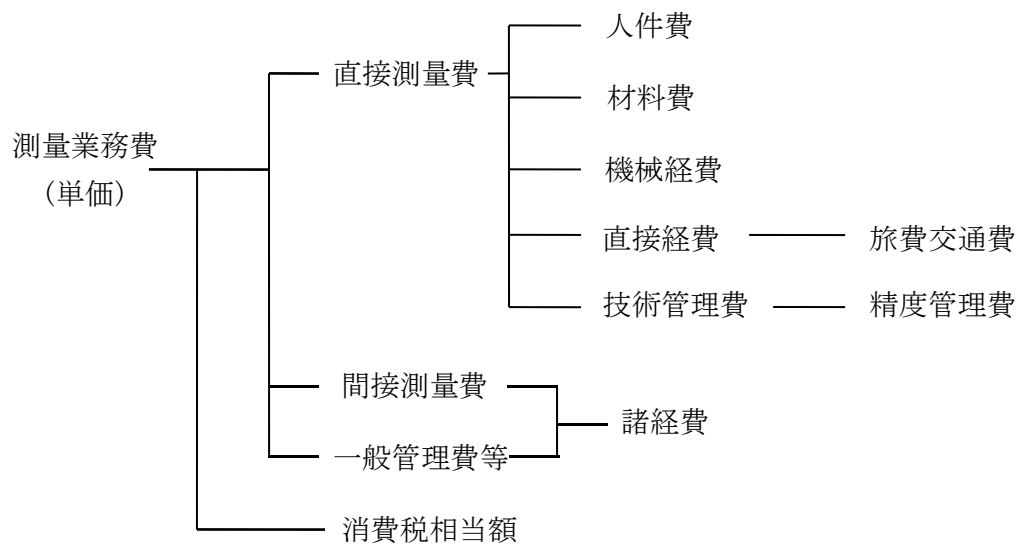 人件費
直接測量費
材料費
測量業務費
(単価)
機械経費
直接経費
旅費交通費
技術管理費
精度管理費
間接測量費
諸経費
一般管理費等
消費税相当額